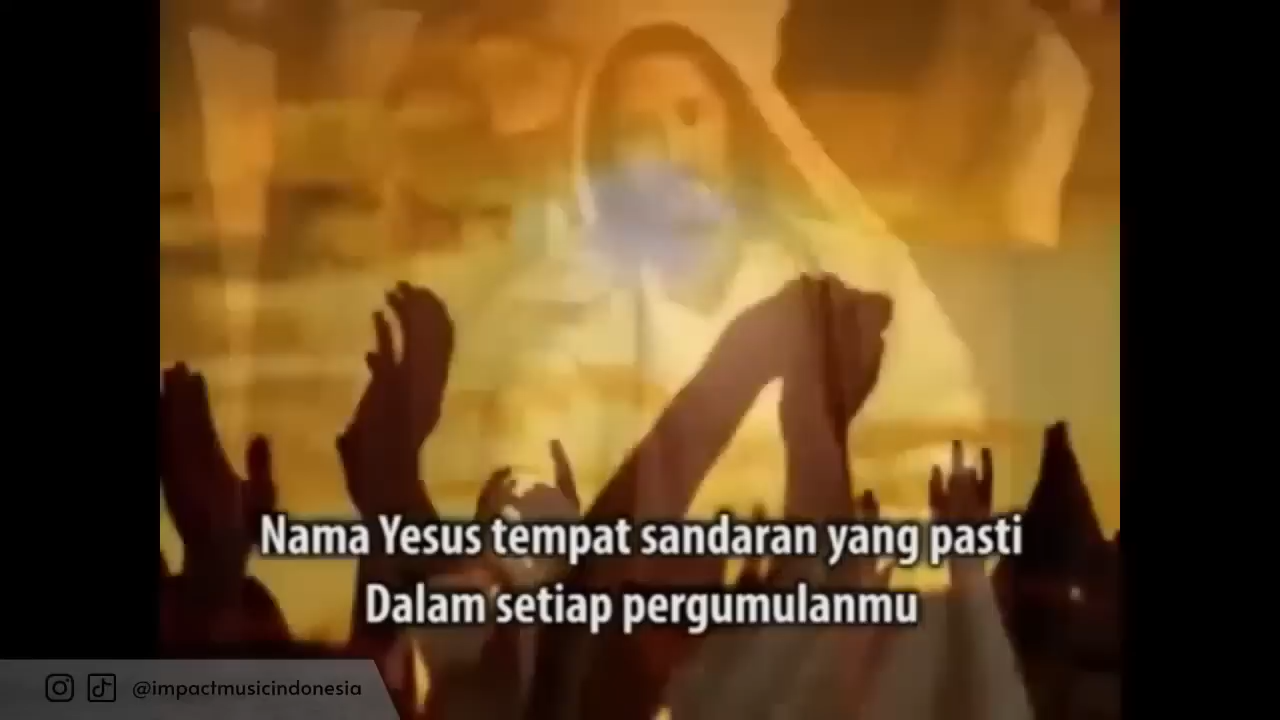 Nama Yesus tempat sandaran yang pasti
Dalam setiap pergumulanmu
@impactmusicindonesia